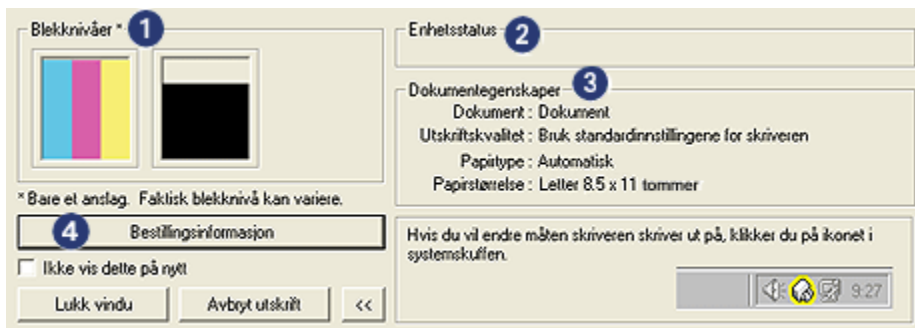 Blekknivåer * 1
* Bare et anslag. Faktisk blekknivå kan variere.
4 Bestillingsinformasjon
Ikke vis dette på nytt
Lukk vindu Avbryt utskrift <<
Enhetsstatus 2
Dokumentegenskaper 3
Dokument : Dokument
Utskriftskvalitet : Bruk standardinnstillingene for skriveren
Papirtype : Automatisk
Papirstørrelse : Letter 8.5 x 11 tommer
Hvis du vil endre måten skriveren skriver ut på, klikker du på ikonet i
systemskuffen.
9:27